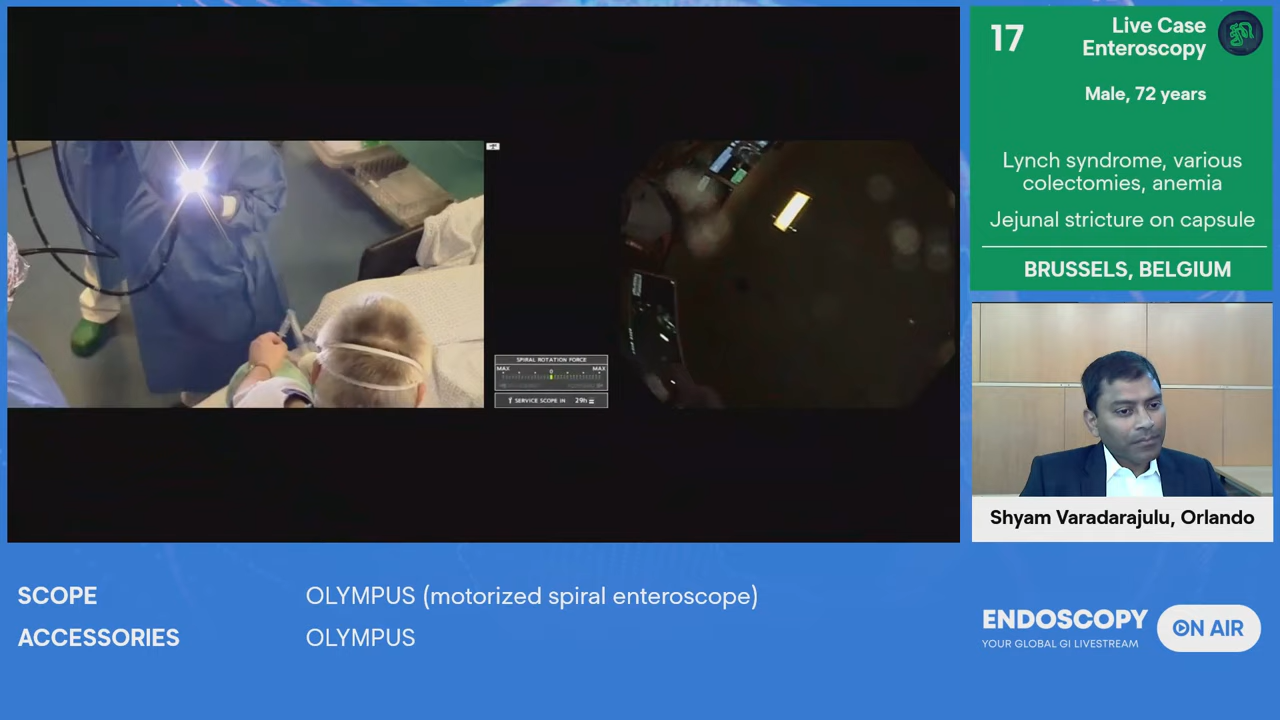 17
Live Case
Enteroscopy
Male, 72 years
Lynch syndrome, various
colectomies, anemia
Jejunal stricture on capsule
BRUSSELS, BELGIUM
SPIRAL ROTATION FORCE
MAX 0 MAX
SERVICE SCOPE IN 29h
Shyam Varadarajulu, Orlando
SCOPE OLYMPUS (motorized spiral enteroscope)
ACCESSORIES OLYMPUS
ENDOSCOPY
YOUR GLOBAL GI LIVESTREAM
ON AIR